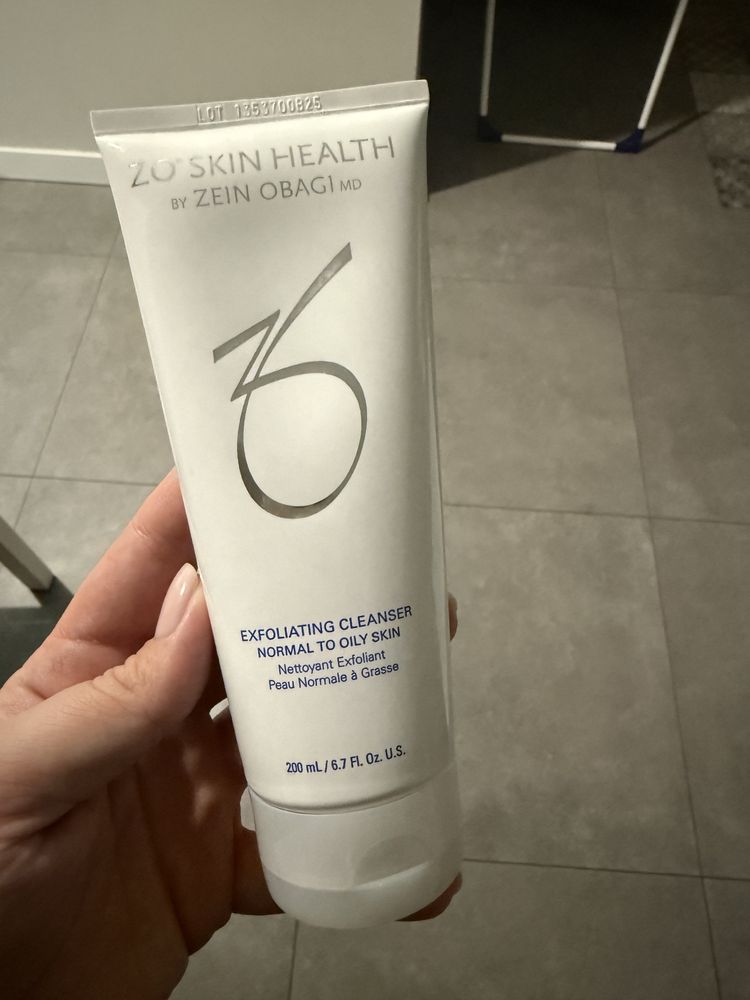 LOT 1353700825
ZO® SKIN HEALTH
BY ZEIN OBAGI MD
ZO
EXFOLIATING CLEANSER
NORMAL TO OILY SKIN
Nettoyant Exfoliant
Peau Normale à Grasse
200 mL / 6.7 Fl. Oz. U.S.